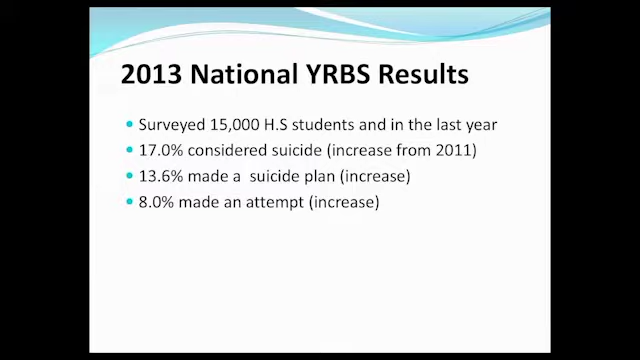 2013 National YRBS Results
• Surveyed 15,000 H.S students and in the last year
• 17.0% considered suicide (increase from 2011)
• 13.6% made a  suicide plan (increase)
• 8.0% made an attempt (increase)